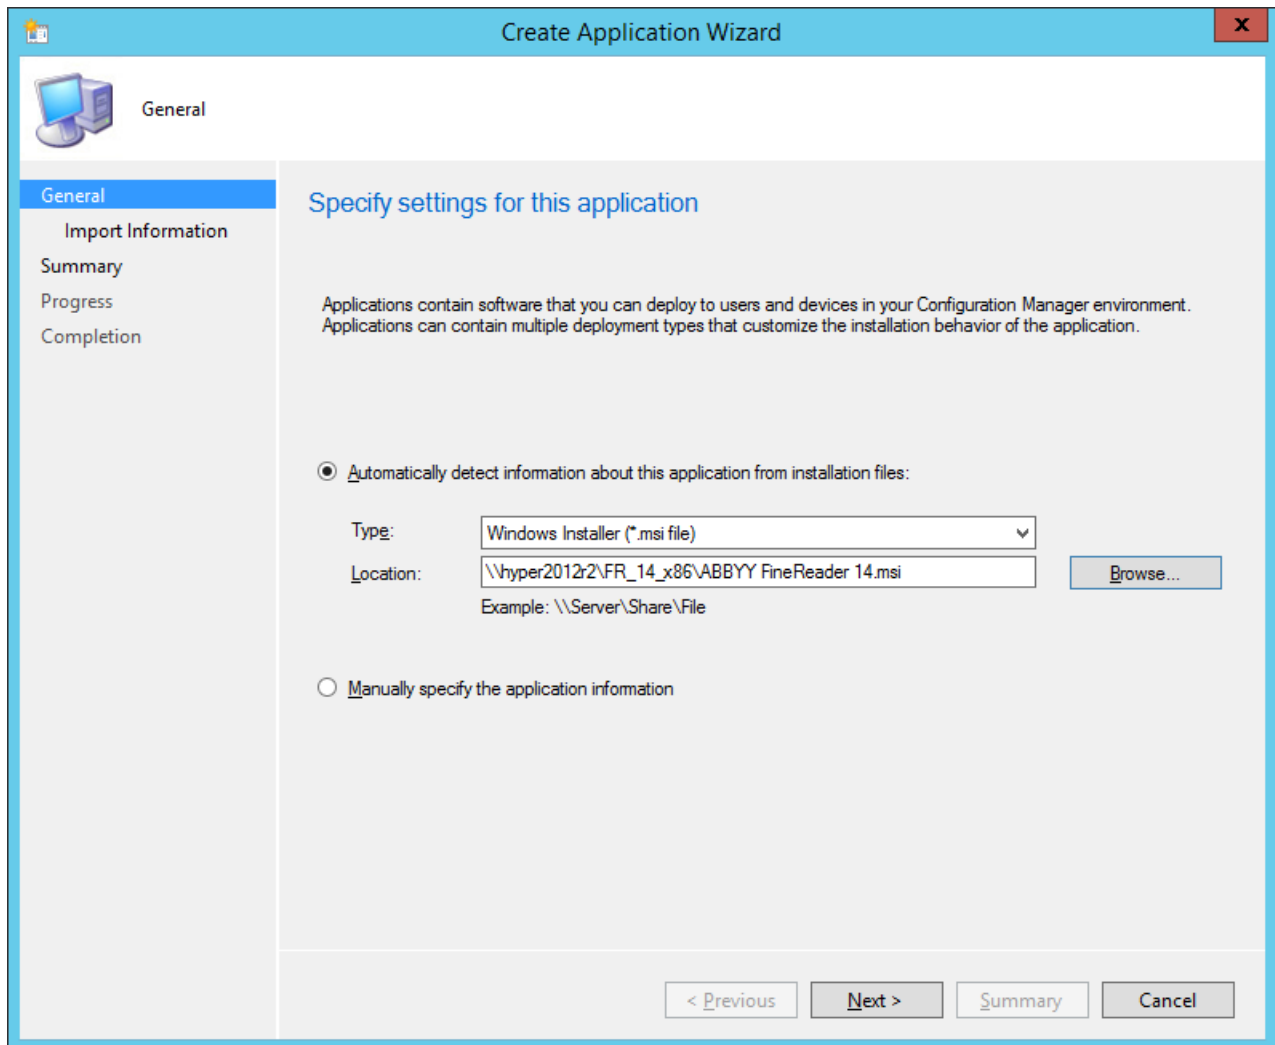 Create Application Wizard
X
General
General
Import Information
Summary
Progress
Completion
Specify settings for this application
Applications contain software that you can deploy to users and devices in your Configuration Manager environment.
Applications can contain multiple deployment types that customize the installation behavior of the application.
Automatically detect information about this application from installation files:
Type:
Windows Installer (*.msi file)
Location:
\\hyper2012r2\FR_14_x86\ABBYY FineReader 14.msi
Browse...
Example: \\Server\Share\File
Manually specify the application information
< Previous
Next >
Summary
Cancel